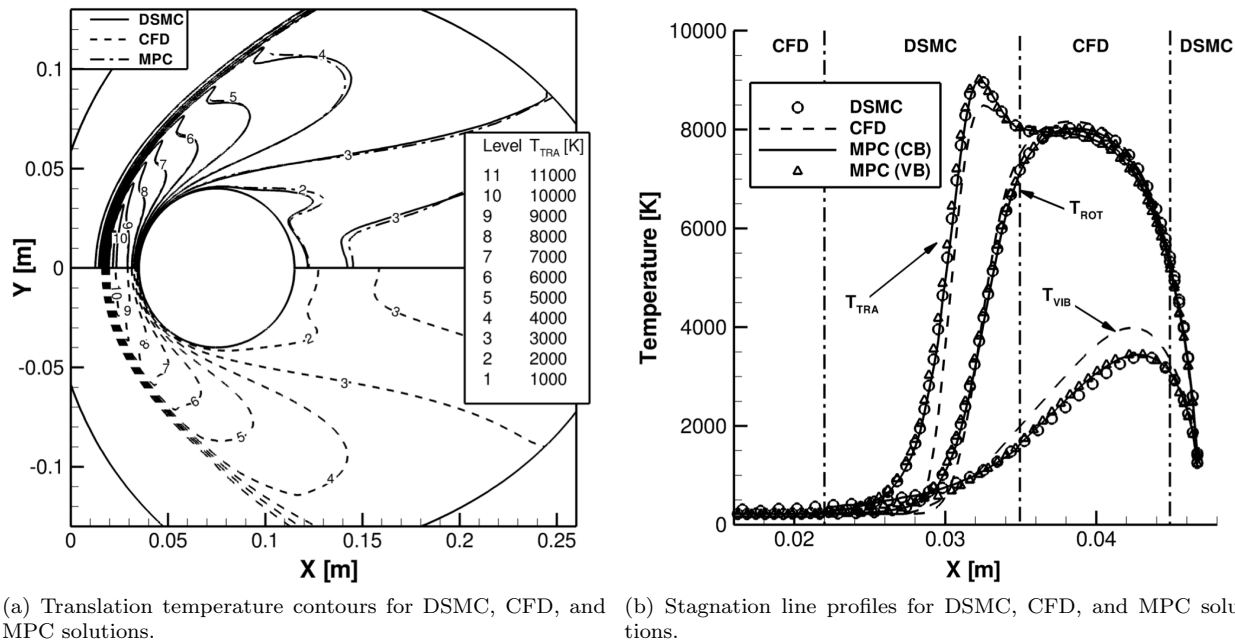 DSMC
CFD
MPC
Y [m]
0.1
0.05
0
-0.05
-0.1
0 0.05 0.1 0.15 0.2 0.25
X [m]
4
5
6
7
8
9
10
3
2
3
10
9
8
7
6
5
4
3
2
3
Level T_TRA [K]
11 11000
10 10000
9 9000
8 8000
7 7000
6 6000
5 5000
4 4000
3 3000
2 2000
1 1000
(a) Translation temperature contours for DSMC, CFD, and
MPC solutions.
CFD DSMC CFD DSMC
DSMC
CFD
MPC (CB)
MPC (VB)
T_ROT
T_TRA
T_VIB
Temperature [K]
10000
8000
6000
4000
2000
0
0.02 0.03 0.04
X [m]
(b) Stagnation line profiles for DSMC, CFD, and MPC solu-
tions.